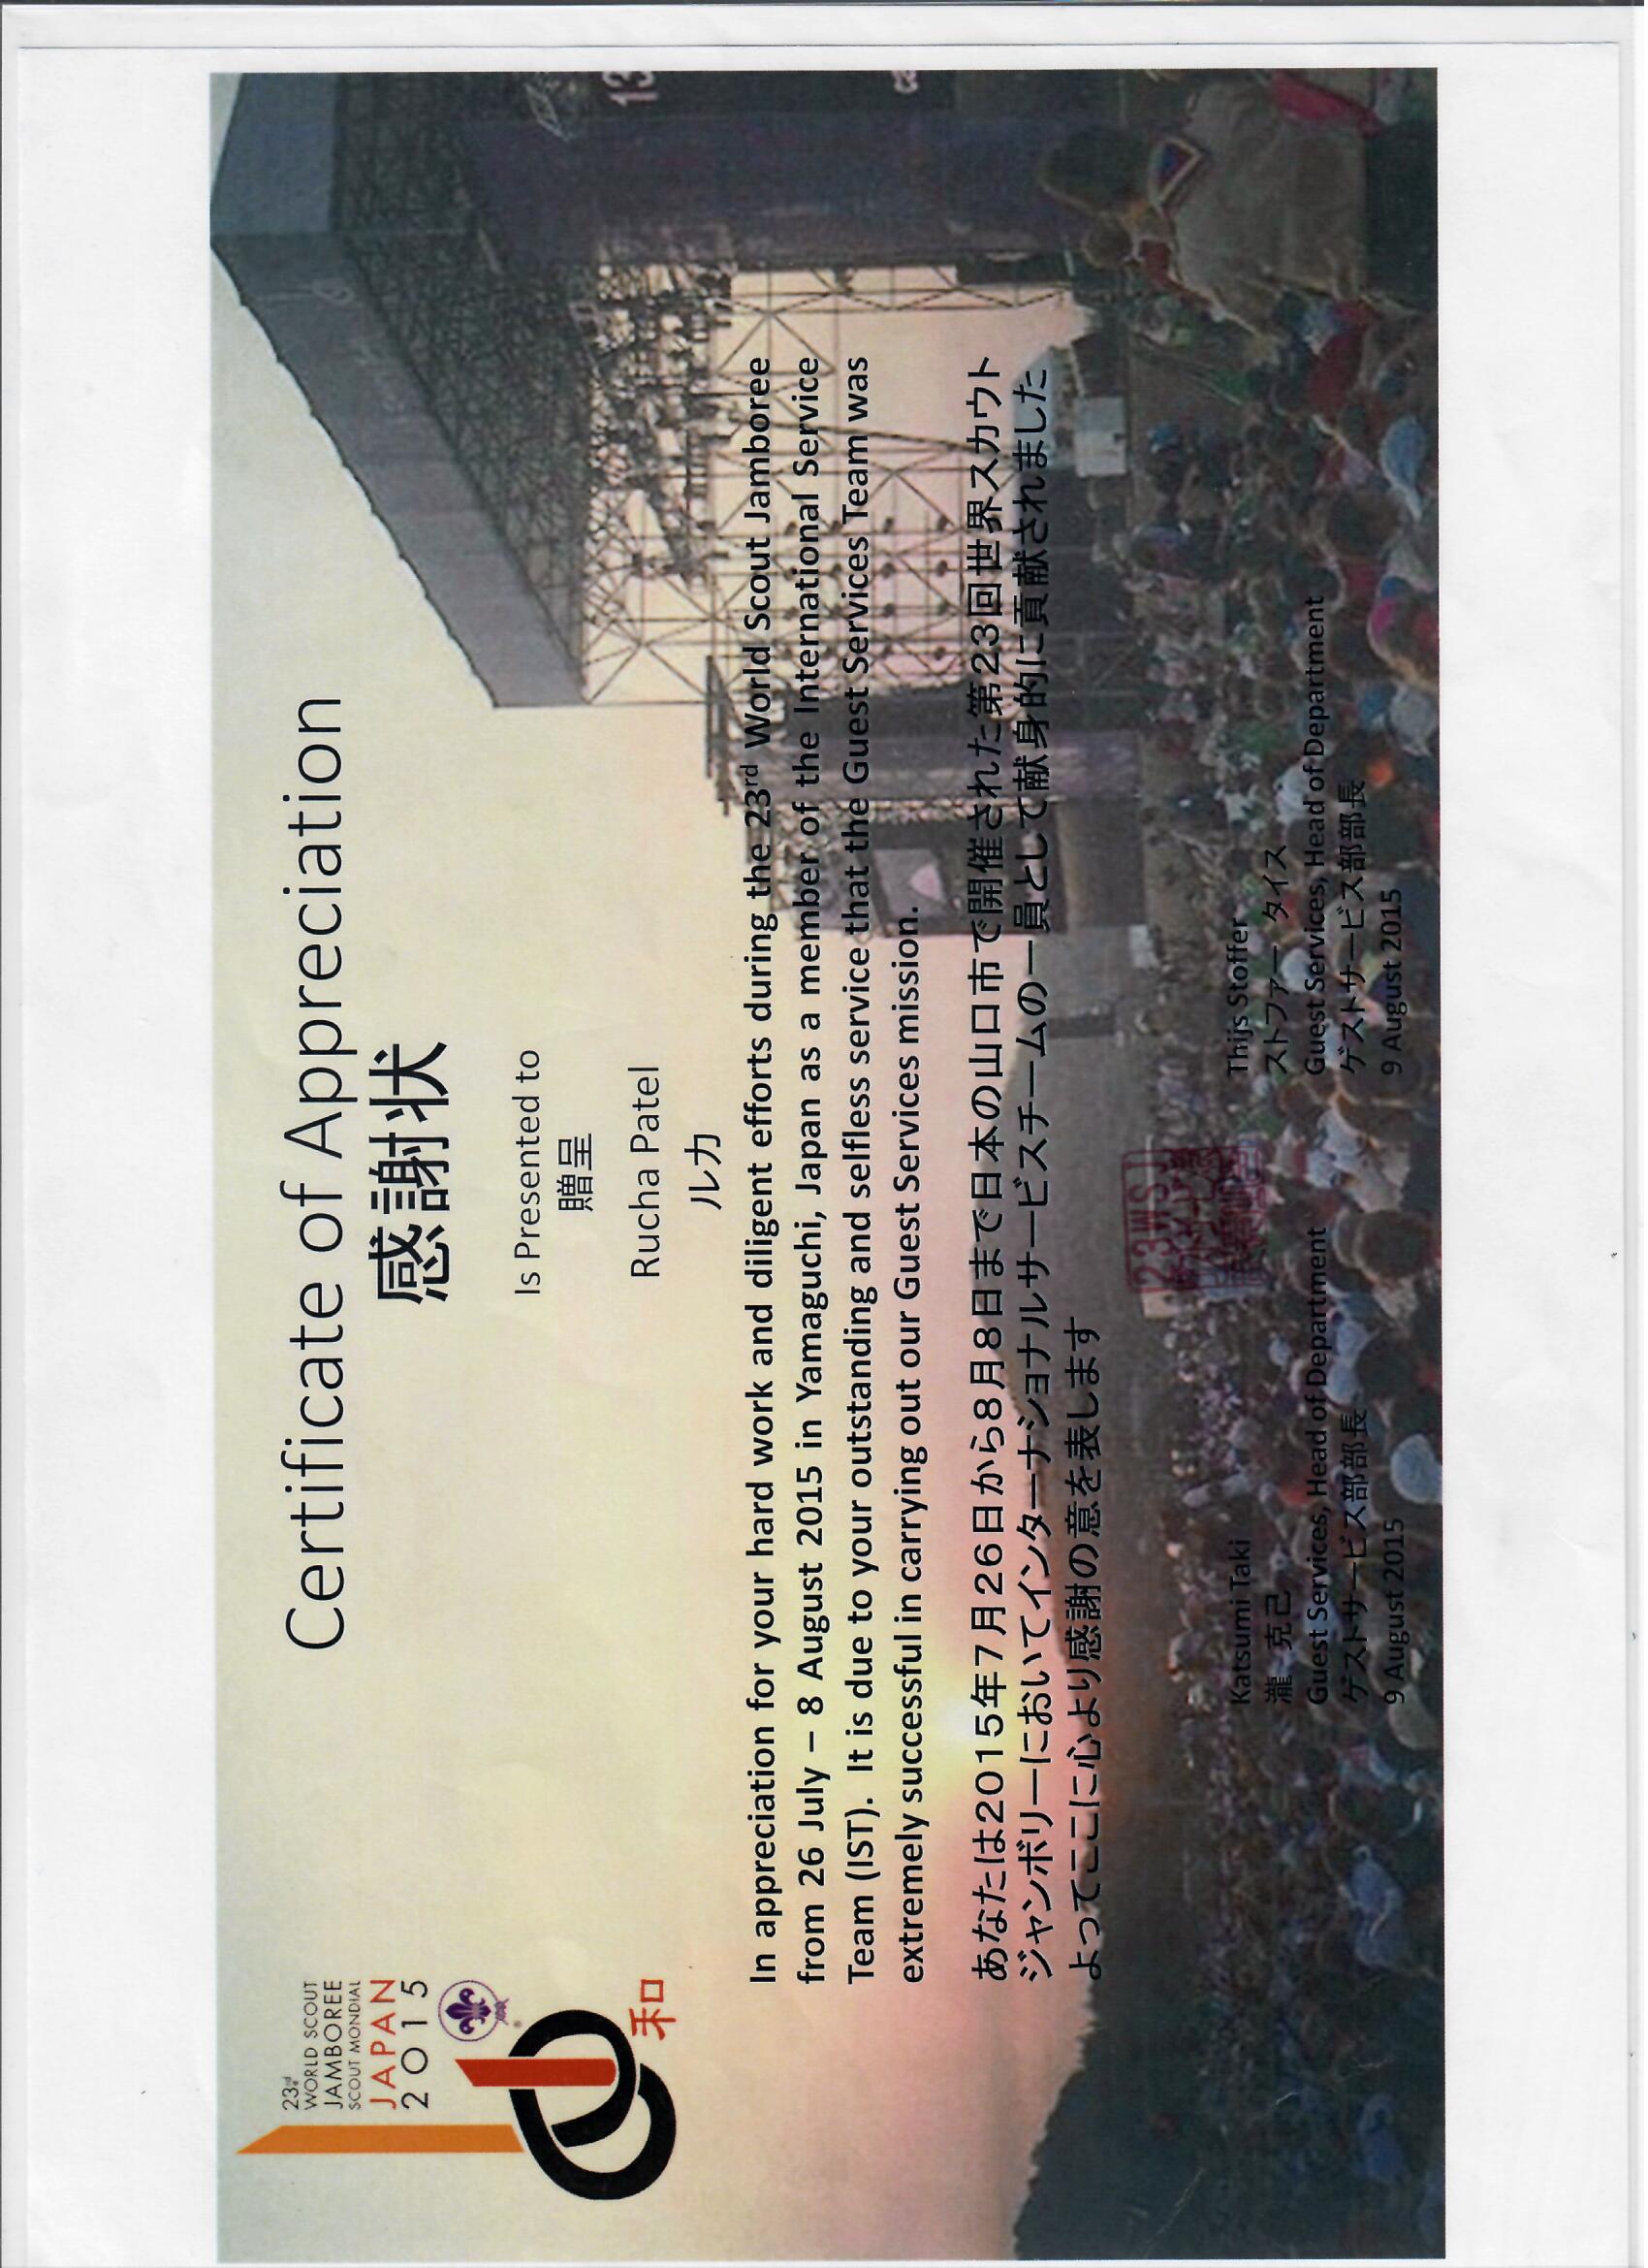 23rd
WORLD SCOUT
JAMBOREE
SCOUT MONDIAL
JAPAN
2015
和
Certificate of Appreciation
感謝状
Is Presented to
贈呈
Rucha Patel
ルカ
In appreciation for your hard work and diligent efforts during the 23rd World Scout Jamboree
from 26 July – 8 August 2015 in Yamaguchi, Japan as a member of the International Service
Team (IST). It is due to your outstanding and selfless service that the Guest Services Team was
extremely successful in carrying out our Guest Services mission.
あなたは2015年7月26日から8月8日まで日本の山口市で開催された第23回世界スカウト
ジャンボリーにおいてインターナショナルサービスチームの一員として献身的に貢献されました
よってここに心より感謝の意を表します
23WSJ
Katsumi Taki
瀧 克己
Guest Services, Head of Department
ゲストサービス部部長
9 August 2015
Thijs Stoffer
ストファー タイス
Guest Services, Head of Department
ゲストサービス部部長
9 August 2015
13